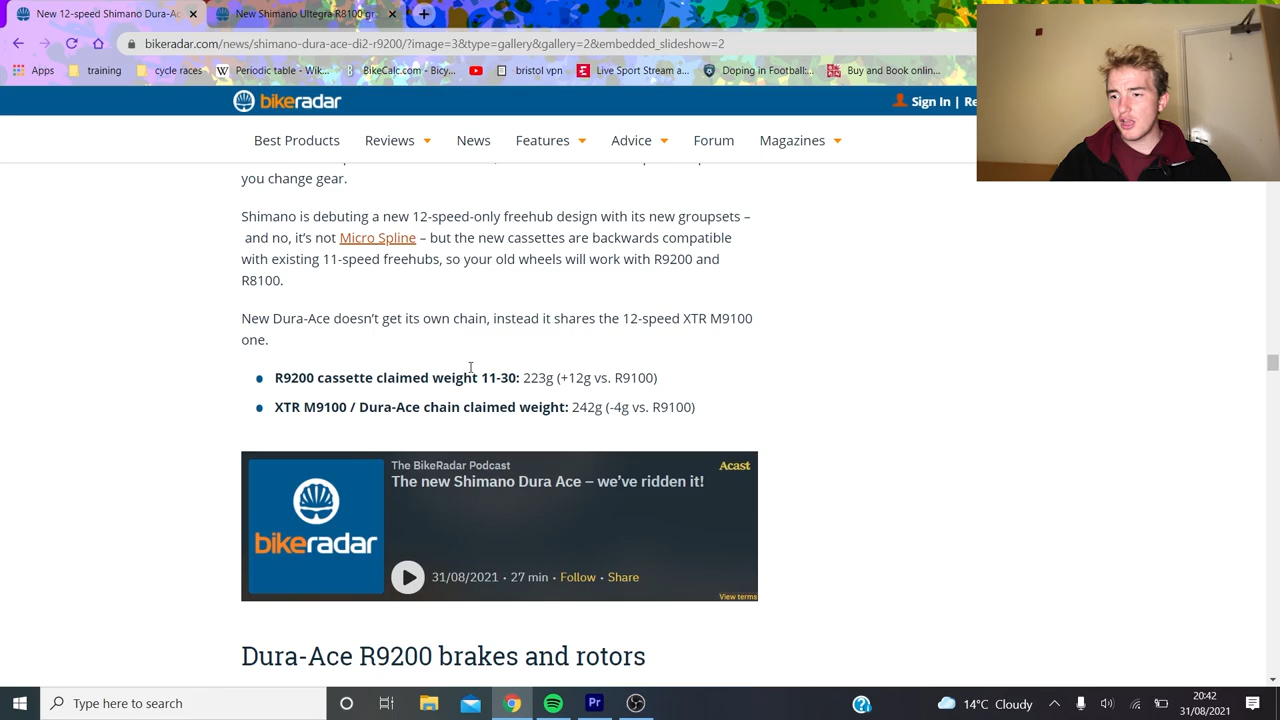 New 12-speed Shimano Dura-Ac
New Shimano Ultegra R8100 gr
bikeradar.com/news/shimano-dura-ace-di2-r9200/?image=3&type=gallery&gallery=2&embedded_slideshow=2
Apps
training
cycle races
Periodic table - Wik...
BikeCalc.com - Bicy...
bristol vpn
Live Sport Stream a...
Doping in Football:...
Buy and Book onlin...
bikeradar
Sign In | Re
Best Products
Reviews
News
Features
Advice
Forum
Magazines
you change gear.
Shimano is debuting a new 12-speed-only freehub design with its new groupsets –
and no, it's not Micro Spline – but the new cassettes are backwards compatible
with existing 11-speed freehubs, so your old wheels will work with R9200 and
R8100.
New Dura-Ace doesn't get its own chain, instead it shares the 12-speed XTR M9100
one.
R9200 cassette claimed weight 11-30: 223g (+12g vs. R9100)
XTR M9100 / Dura-Ace chain claimed weight: 242g (-4g vs. R9100)
The BikeRadar Podcast
Acast
The new Shimano Dura Ace – we've ridden it!
bikeradar
31/08/2021 • 27 min • Follow • Share
View terms
Dura-Ace R9200 brakes and rotors
Type here to search
Pr
14°C Cloudy
20:42
31/08/2021